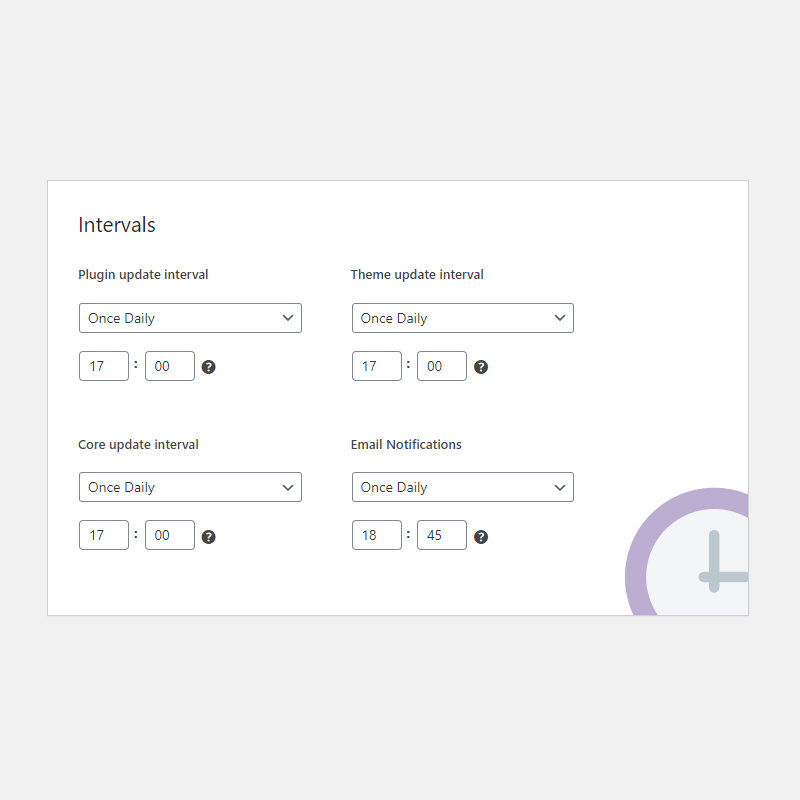 Intervals
Plugin update interval
Theme update interval
Once Daily
Once Daily
17 : 00 ?
17 : 00 ?
Core update interval
Email Notifications
Once Daily
Once Daily
17 : 00 ?
18 : 45 ?